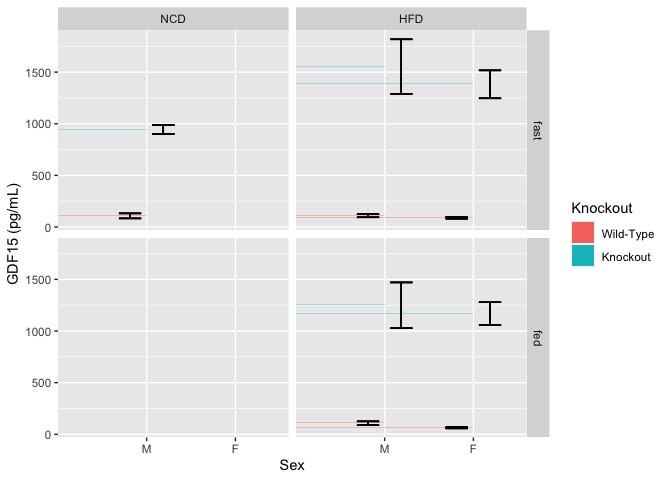 NCD HFD
1500
1000
500
0
fast
1500
1000
500
0
fed
GDF15 (pg/mL)
M F M F
Sex
Knockout
Wild-Type
Knockout